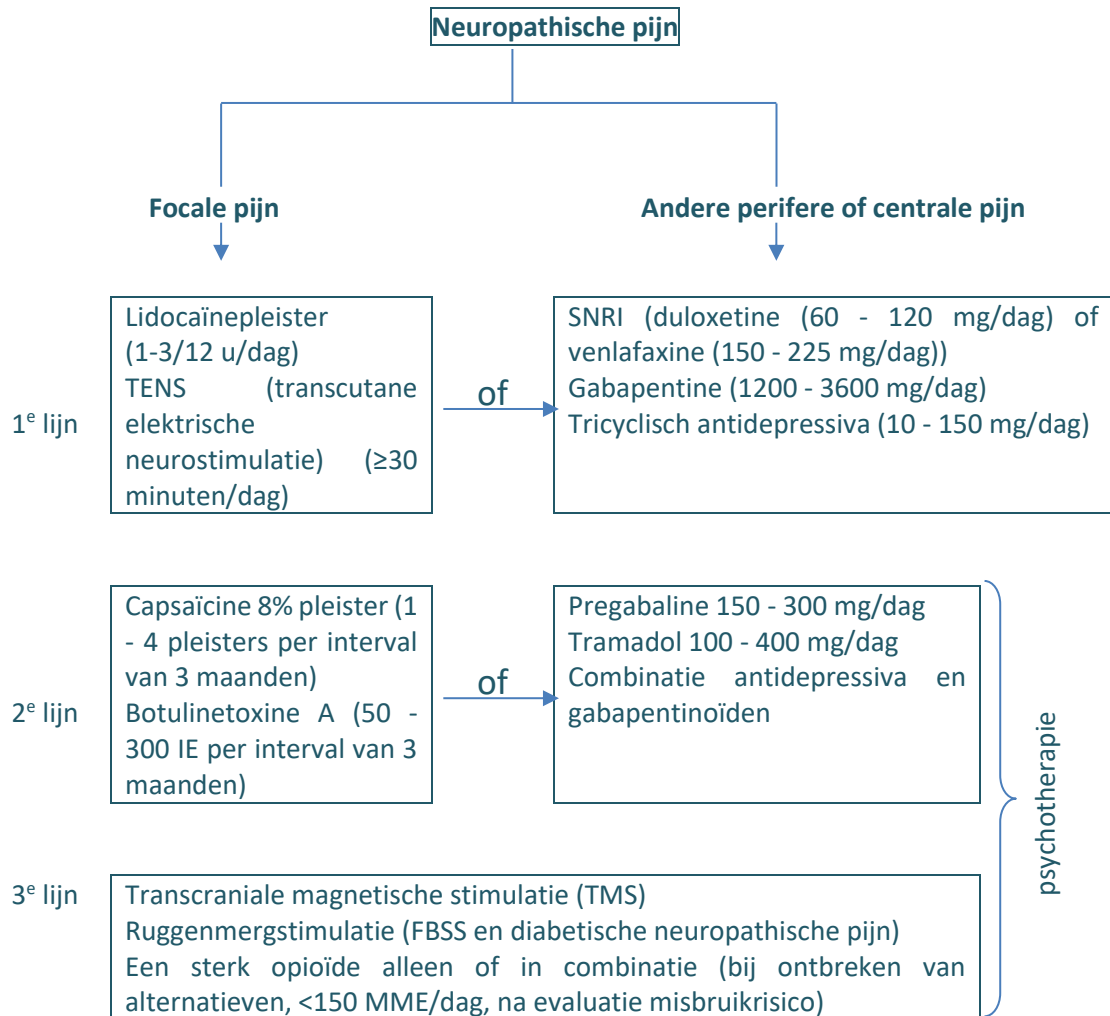 Neuropathische pijn
Focale pijn
Andere perifere of centrale pijn
1e lijn
Lidocaïnepleister
(1-3/12 u/dag)
TENS (transcutane
elektrische
neurostimulatie) (≥30
minuten/dag)
of
SNRI (duloxetine (60 - 120 mg/dag) of
venlafaxine (150 - 225 mg/dag))
Gabapentine (1200 - 3600 mg/dag)
Tricyclisch antidepressiva (10 - 150 mg/dag)
2e lijn
Capsaïcine 8% pleister (1
- 4 pleisters per interval
van 3 maanden)
Botulinetoxine A (50 -
300 IE per interval van 3
maanden)
of
Pregabaline 150 - 300 mg/dag
Tramadol 100 - 400 mg/dag
Combinatie antidepressiva en
gabapentinoïden
psychotherapie
3e lijn
Transcraniale magnetische stimulatie (TMS)
Ruggenmergstimulatie (FBSS en diabetische neuropathische pijn)
Een sterk opioïde alleen of in combinatie (bij ontbreken van
alternatieven, <150 MME/dag, na evaluatie misbruikrisico)